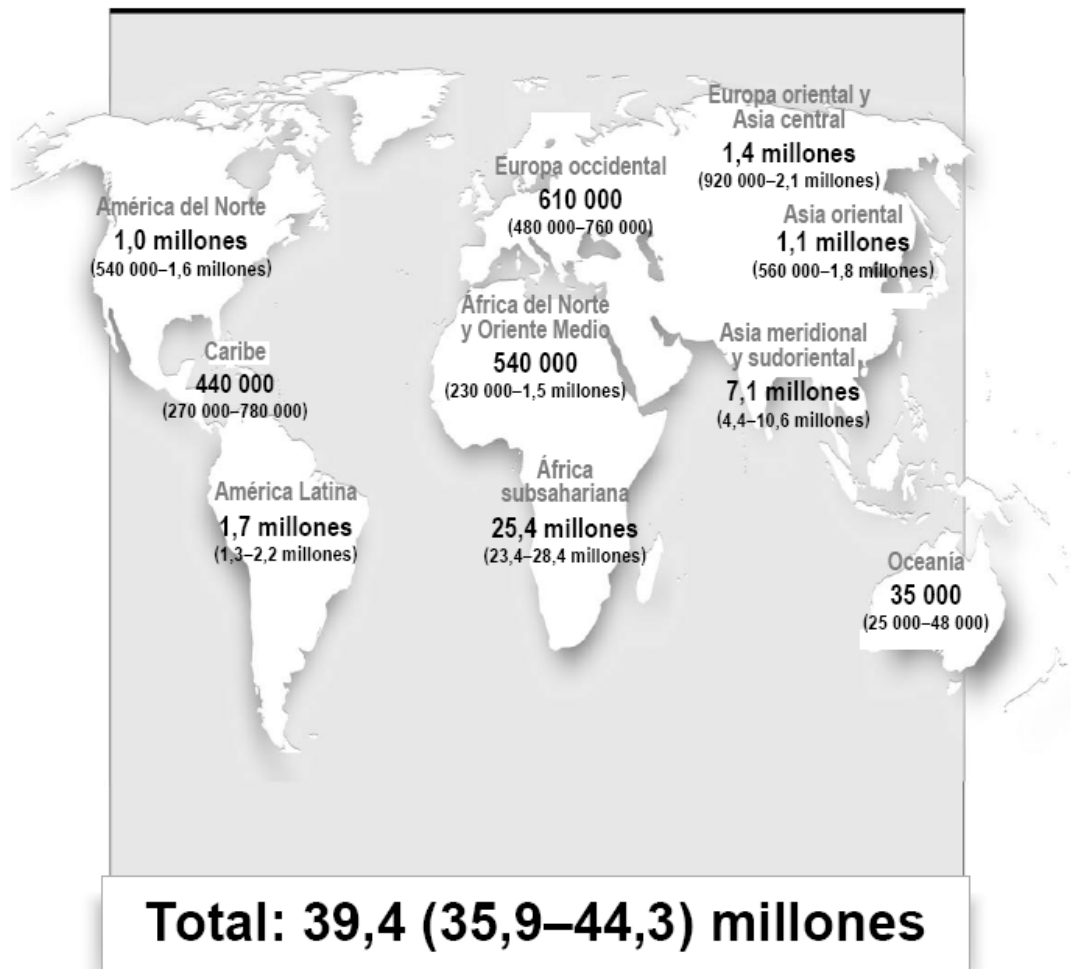 Europa oriental y
Asia central
1,4 millones
(920 000–2,1 millones)
Europa occidental
610 000
(480 000–760 000)
América del Norte
1,0 millones
(540 000–1,6 millones)
Asia oriental
1,1 millones
(560 000–1,8 millones)
África del Norte
y Oriente Medio
540 000
(230 000–1,5 millones)
Caribe
440 000
(270 000–780 000)
Asia meridional
y sudoriental
7,1 millones
(4,4–10,6 millones)
América Latina
1,7 millones
(1,3–2,2 millones)
África
subsahariana
25,4 millones
(23,4–28,4 millones)
Oceanía
35 000
(25 000–48 000)
Total: 39,4 (35,9–44,3) millones